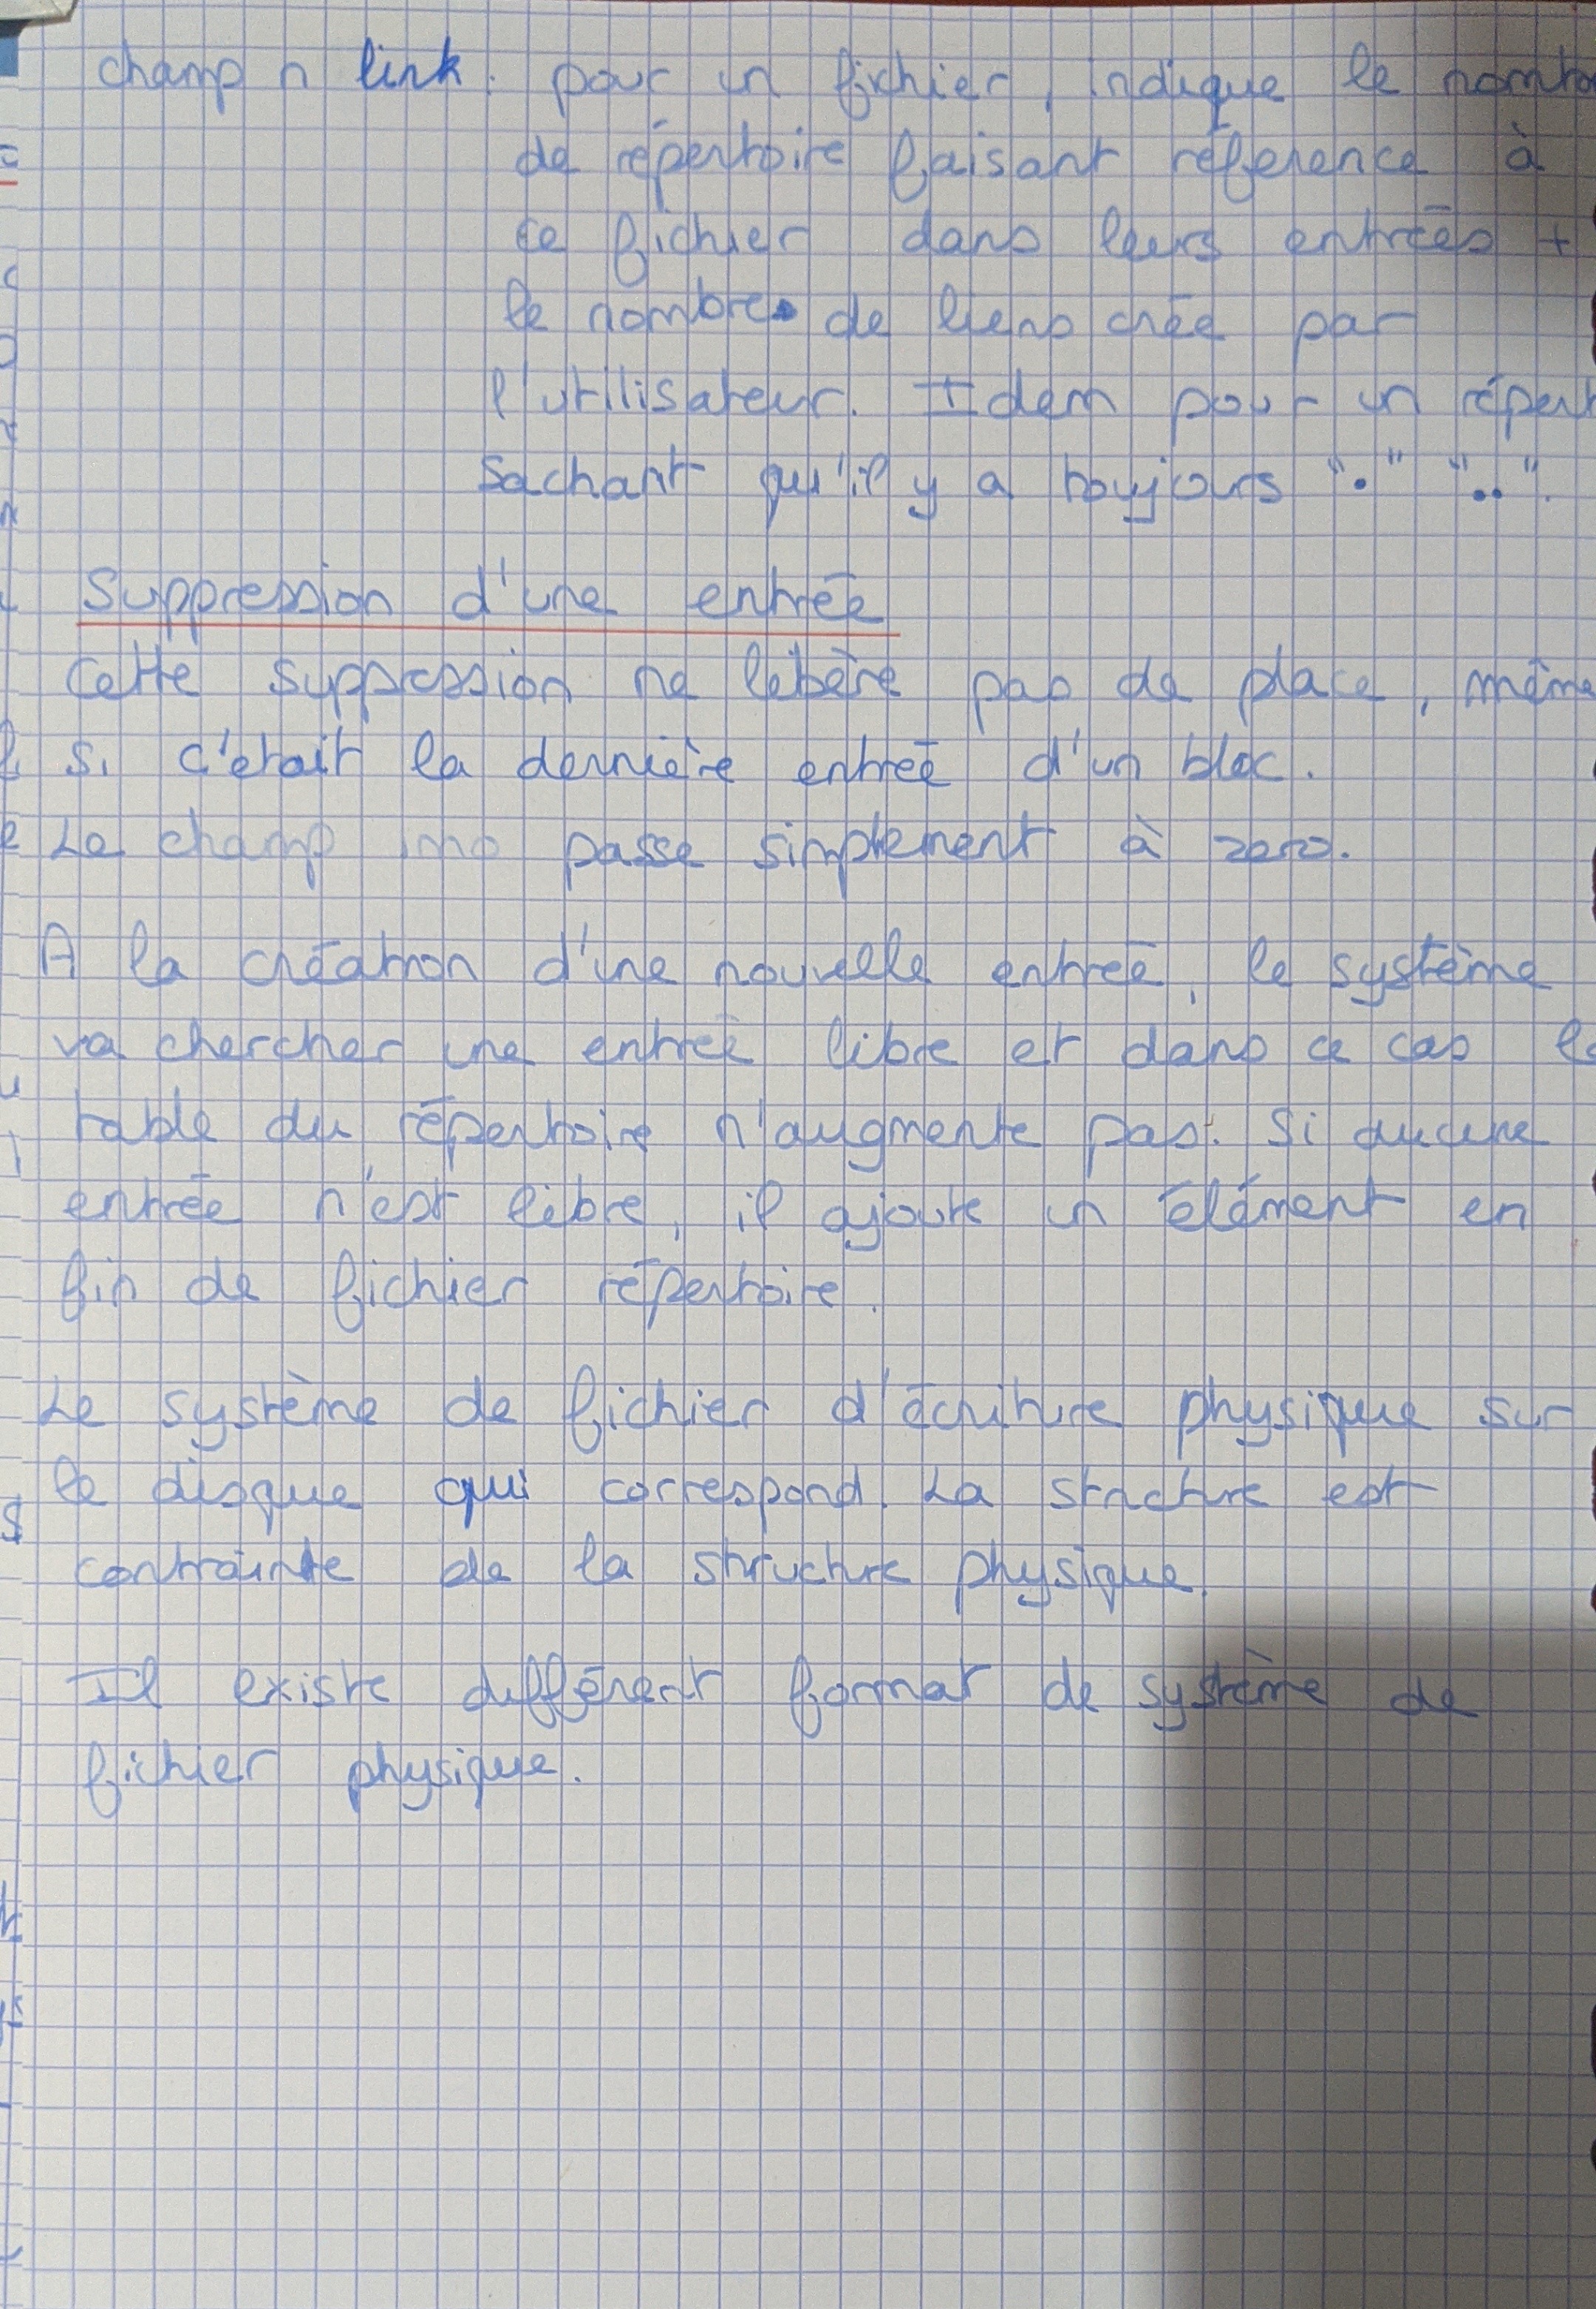 champ n link : pour un fichier, indique le nomb
de répertoire faisant réference à
ce fichier dans leurs entrées +
le nombre de liens crée par
l'utilisateur. Idem pour un répert
Sachant qu'il y a toujours "." "..".
Suppression d'une entrée
Cette suppression ne libère pas de place, même
si c'etait la dernière entrée d'un bloc.
Le champ ino passe simplement à zero.
A la création d'une nouvelle entrée, le système
va chercher une entrée libre et dans ce cas l
table du répertoire n'augmente pas. Si aucune
entrée n'est libre, il ajoute un élément en
fin de fichier répertoire.
Le système de fichier d'écriture physique sur
le disque qui correspond. La structure est
contrainte de la structure physique.
Il existe différent format de système de
fichier physique.